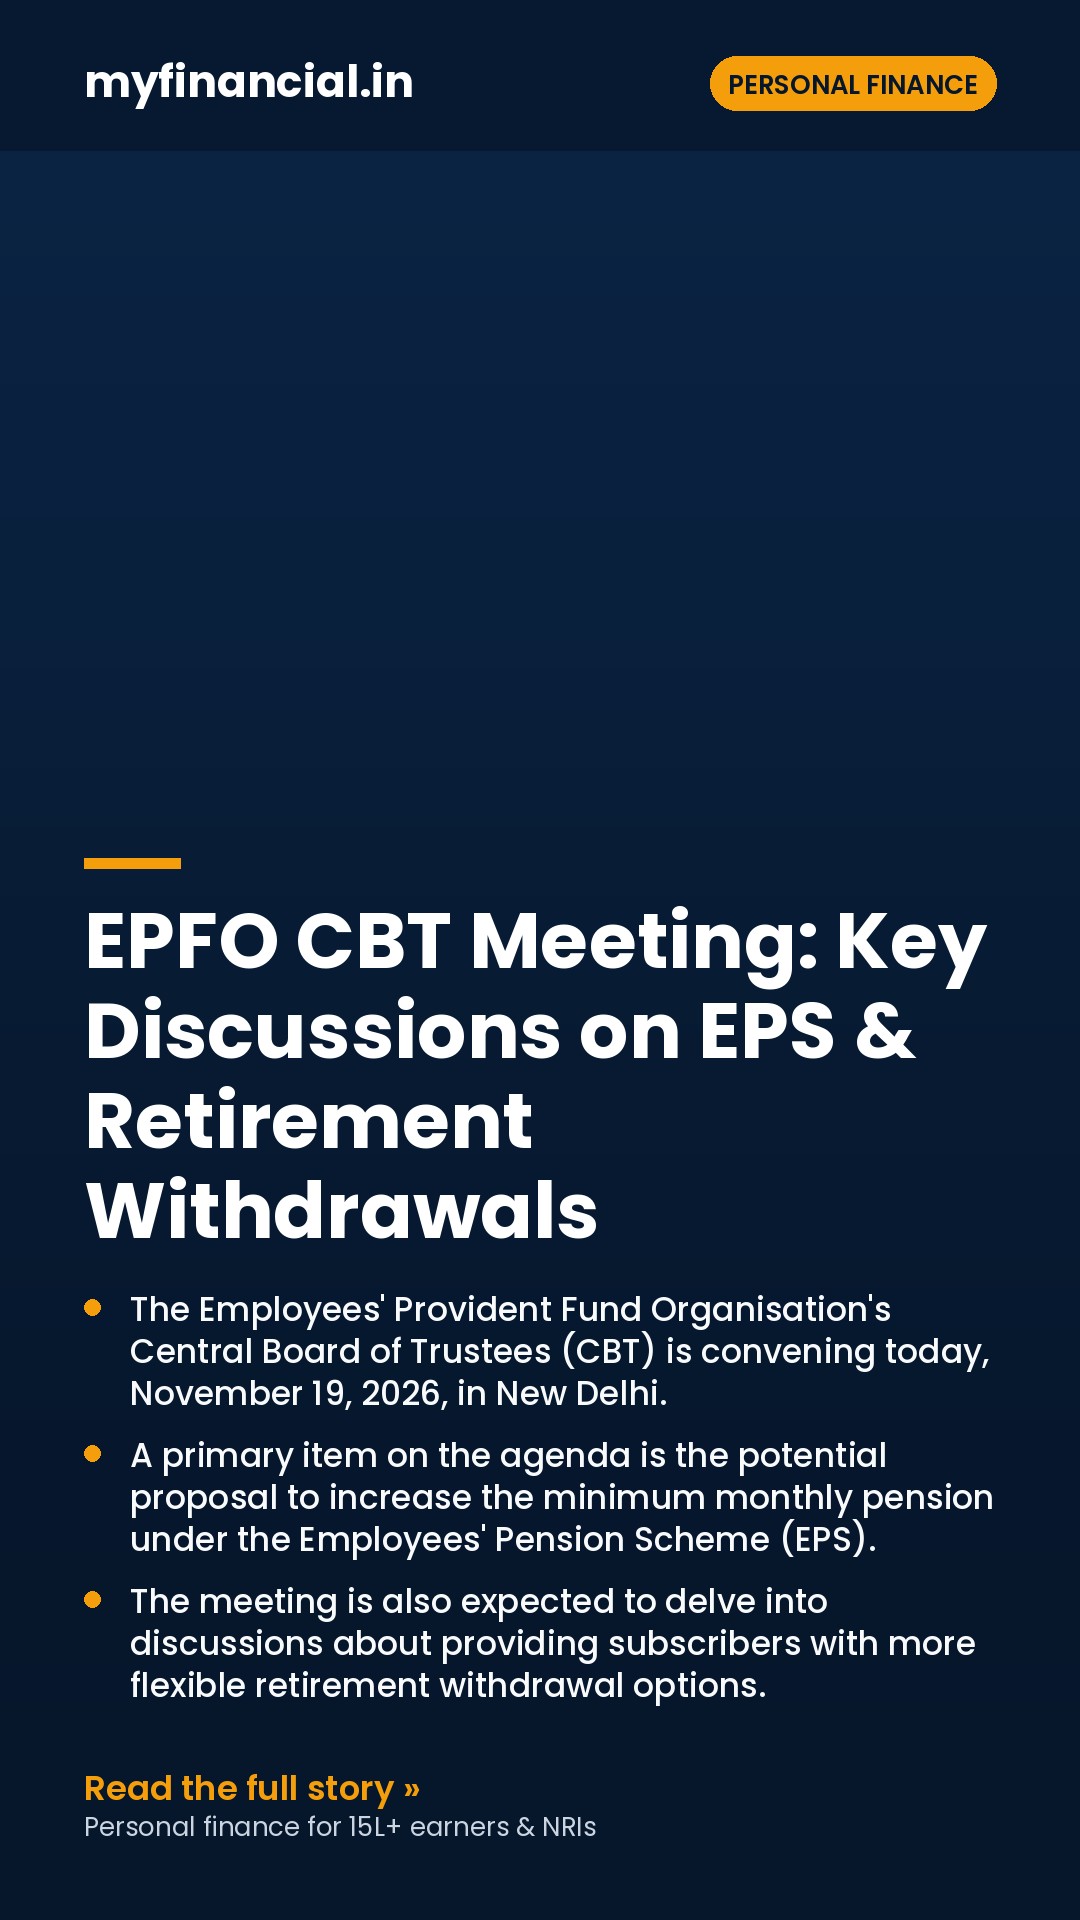 myfinancial.in
PERSONAL FINANCE
EPFO CBT Meeting: Key
Discussions on EPS &
Retirement
Withdrawals
The Employees' Provident Fund Organisation's
Central Board of Trustees (CBT) is convening today,
November 19, 2026, in New Delhi.
A primary item on the agenda is the potential
proposal to increase the minimum monthly pension
under the Employees' Pension Scheme (EPS).
The meeting is also expected to delve into
discussions about providing subscribers with more
flexible retirement withdrawal options.
Read the full story »
Personal finance for 15L+ earners & NRIs